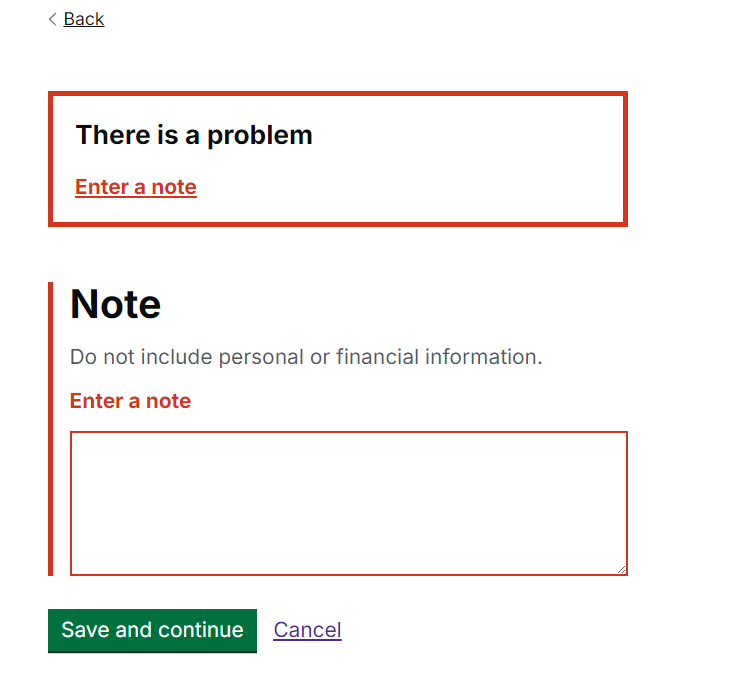 Back
There is a problem
Enter a note
Note
Do not include personal or financial information.
Enter a note
Save and continue Cancel